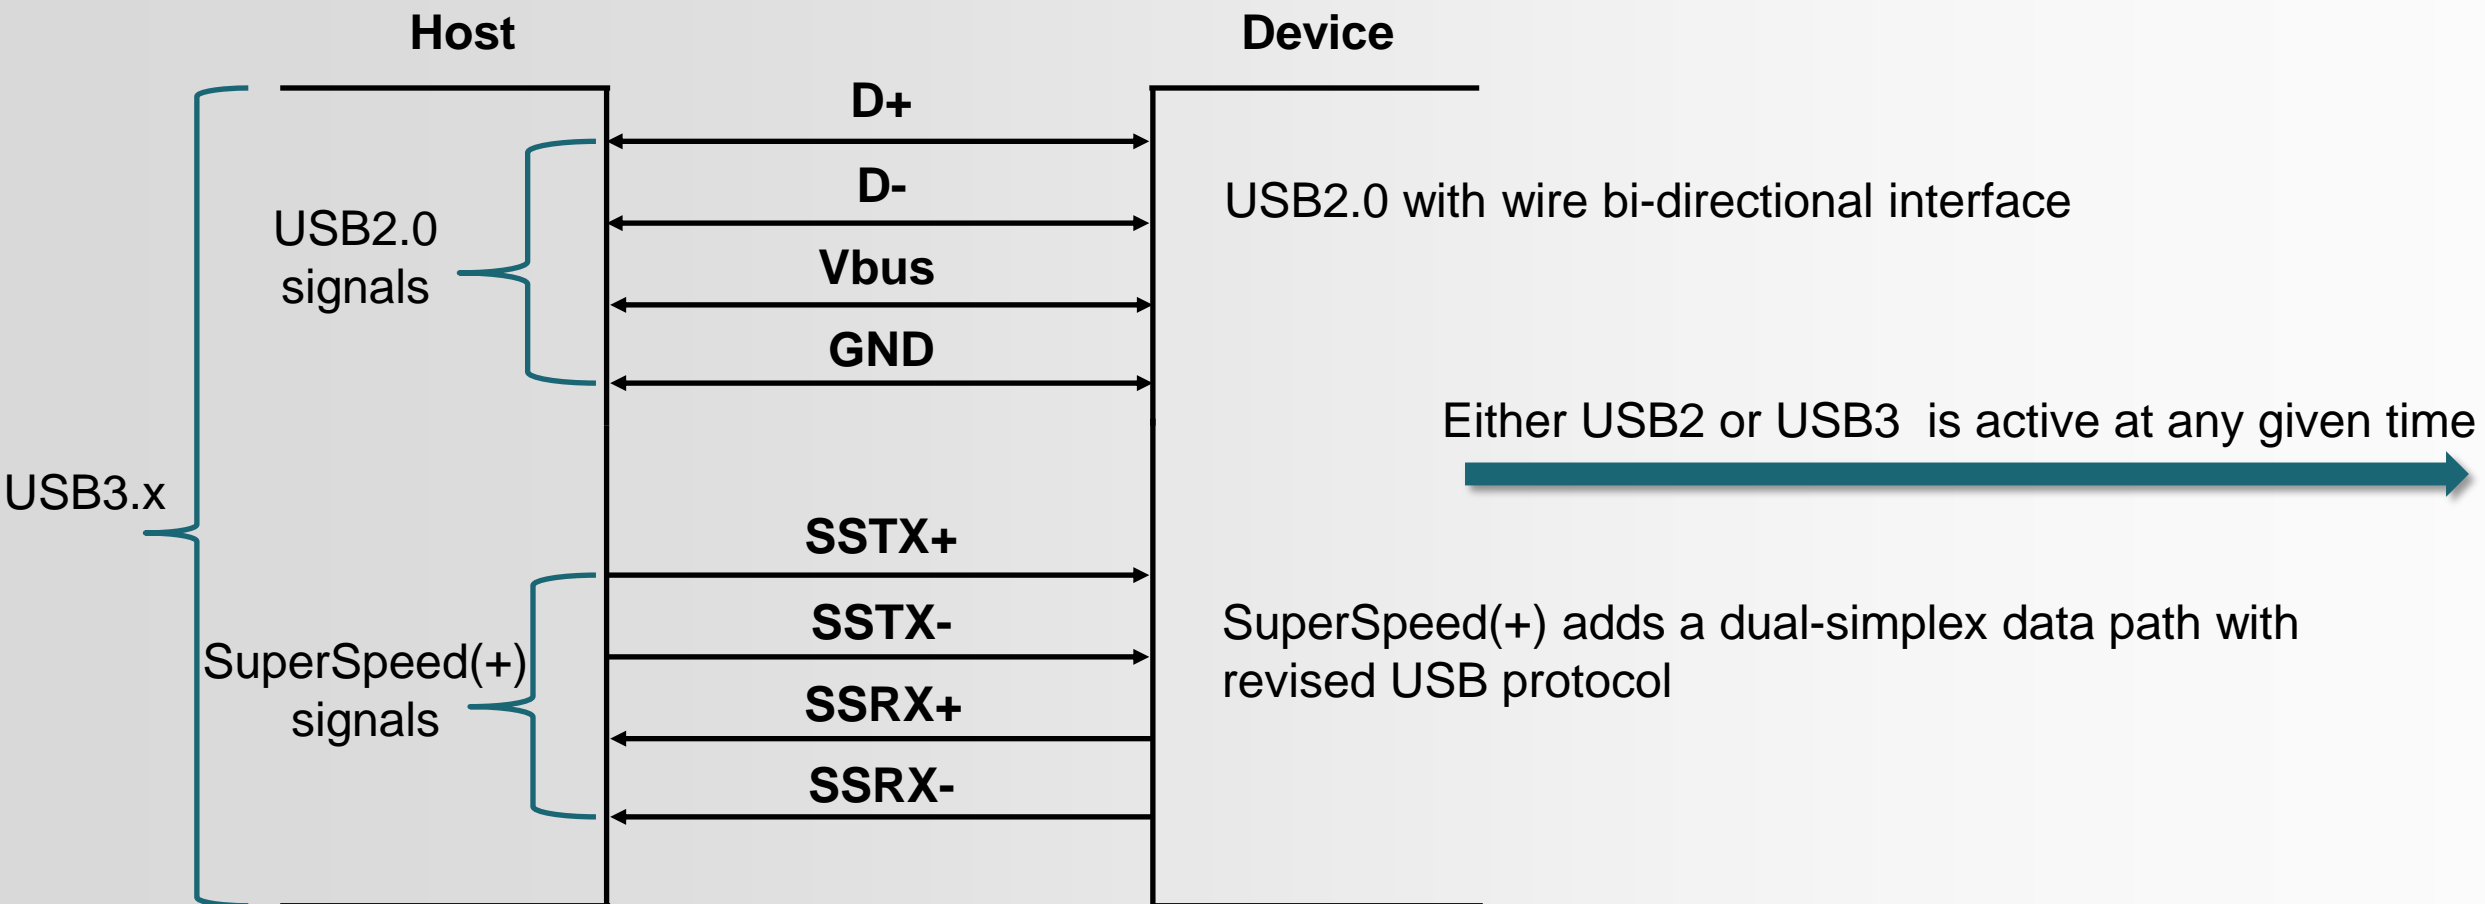 Host
Device
D+
D-
USB2.0 with wire bi-directional interface
USB2.0
signals
Vbus
GND
Either USB2 or USB3  is active at any given time
USB3.x
SSTX+
SSTX-
SuperSpeed(+) adds a dual-simplex data path with
revised USB protocol
SuperSpeed(+)
signals
SSRX+
SSRX-